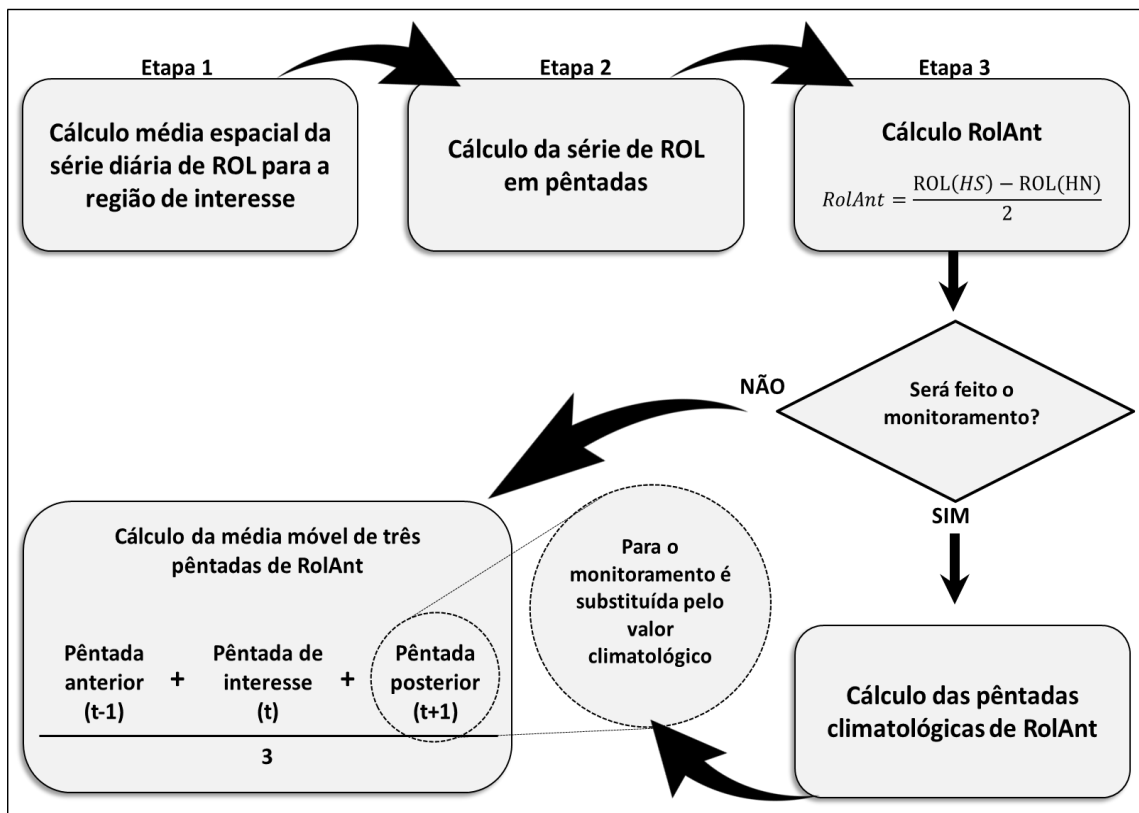 Etapa 1
Etapa 2
Etapa 3
Cálculo média espacial da
série diária de ROL para a
região de interesse
Cálculo da série de ROL
em pêntadas
Cálculo RolAnt
RolAnt = (ROL(HS) − ROL(HN)) / 2
Será feito o
monitoramento?
NÃO
SIM
Cálculo da média móvel de três
pêntadas de RolAnt
Pêntada + Pêntada de + Pêntada
anterior interesse posterior
(t-1) (t) (t+1)
3
Para o
monitoramento é
substituída pelo
valor
climatológico
Cálculo das pêntadas
climatológicas de RolAnt